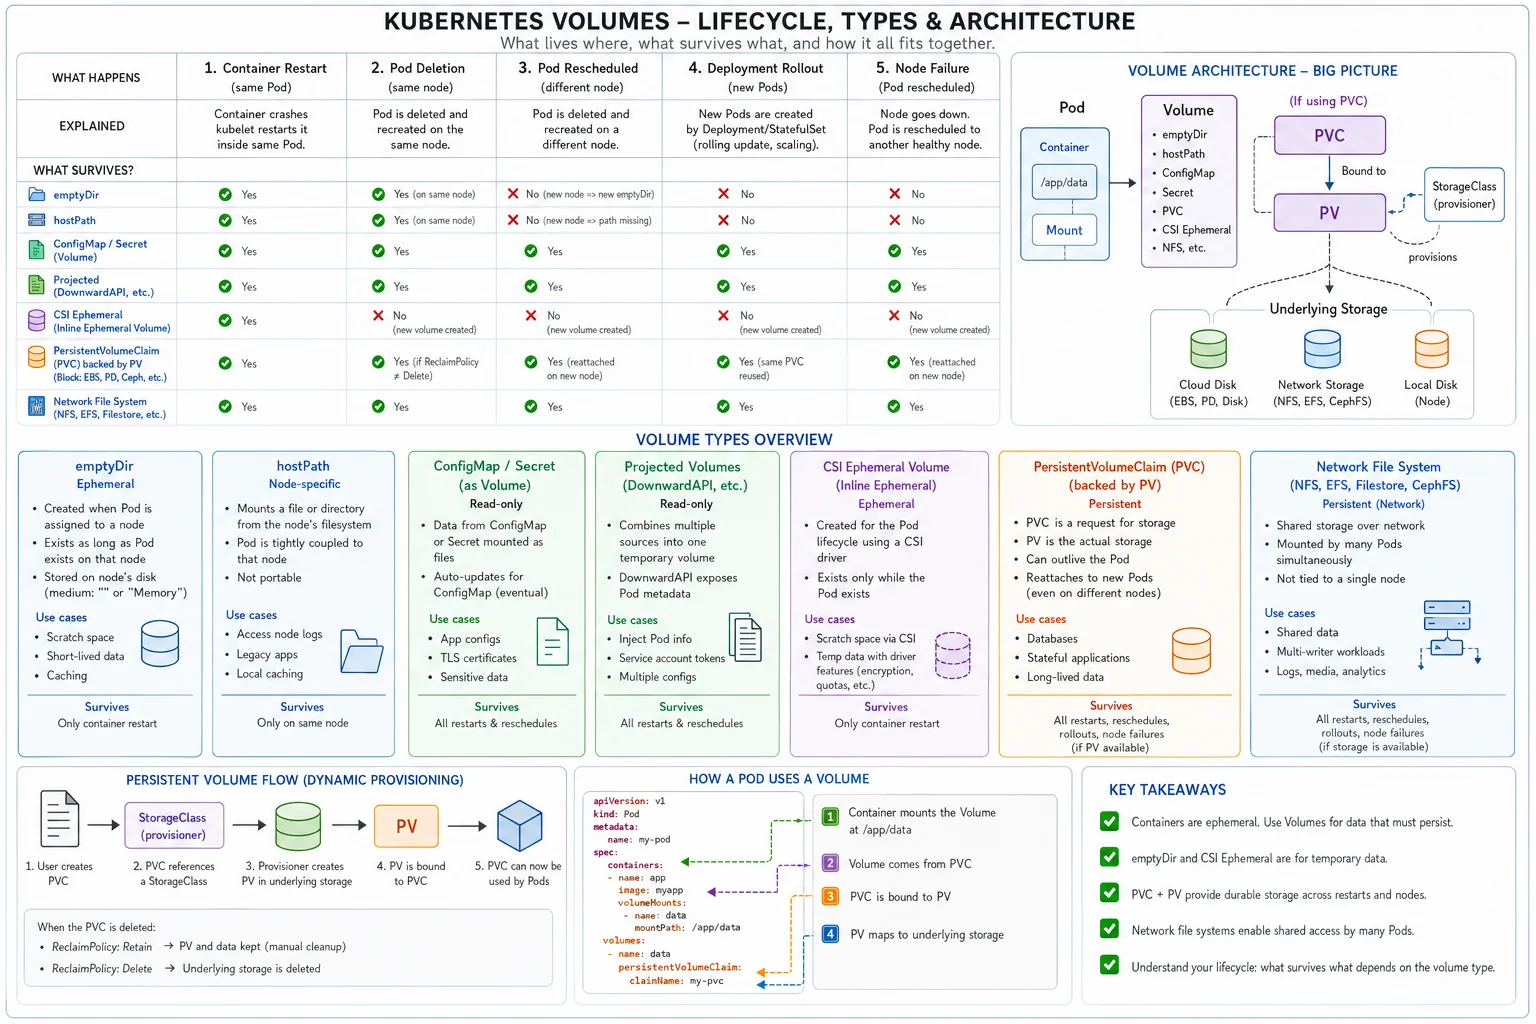 KUBERNETES VOLUMES – LIFECYCLE, TYPES & ARCHITECTURE
What lives where, what survives what, and how it all fits together.
WHAT HAPPENS
1. Container Restart
(same Pod)
2. Pod Deletion
(same node)
3. Pod Rescheduled
(different node)
4. Deployment Rollout
(new Pods)
5. Node Failure
(Pod rescheduled)
EXPLAINED
Container crashes
kubelet restarts it
inside same Pod.
Pod is deleted and
recreated on the
same node.
Pod is deleted and
recreated on a
different node.
New Pods are created
by Deployment/StatefulSet
(rolling update, scaling).
Node goes down.
Pod is rescheduled to
another healthy node.
WHAT SURVIVES?
emptyDir
Yes
Yes (on same node)
No (new node => new emptyDir)
No
No
hostPath
Yes
Yes (on same node)
No (new node => path missing)
No
No
ConfigMap / Secret
(Volume)
Yes
Yes
Yes
Yes
Yes
Projected
(DownwardAPI, etc.)
Yes
Yes
Yes
Yes
Yes
CSI Ephemeral
(Inline Ephemeral Volume)
Yes
No
(new volume created)
No
(new volume created)
No
(new volume created)
No
(new volume created)
PersistentVolumeClaim
(PVC) backed by PV
(Block: EBS, PD, Ceph, etc.)
Yes
Yes (if ReclaimPolicy
≠ Delete)
Yes (reattached
on new node)
Yes (same PVC
reused)
Yes (reattached
on new node)
Network File System
(NFS, EFS, Filestore, etc.)
Yes
Yes
Yes
Yes
Yes
VOLUME ARCHITECTURE – BIG PICTURE
Pod
Container
/app/data
Mount
Volume
• emptyDir
• hostPath
• ConfigMap
• Secret
• PVC
• CSI Ephemeral
• NFS, etc.
(If using PVC)
PVC
Bound to
PV
StorageClass
(provisioner)
provisions
Underlying Storage
Cloud Disk
(EBS, PD, Disk)
Network Storage
(NFS, EFS, CephFS)
Local Disk
(Node)
VOLUME TYPES OVERVIEW
emptyDir
Ephemeral
• Created when Pod is
assigned to a node
• Exists as long as Pod
exists on that node
• Stored on node's disk
(medium: "" or "Memory")
Use cases
• Scratch space
• Short-lived data
• Caching
Survives
Only container restart
hostPath
Node-specific
• Mounts a file or directory
from the node's filesystem
• Pod is tightly coupled to
that node
• Not portable
Use cases
• Access node logs
• Legacy apps
• Local caching
Survives
Only on same node
ConfigMap / Secret
(as Volume)
Read-only
• Data from ConfigMap
or Secret mounted as
files
• Auto-updates for
ConfigMap (eventual)
Use cases
• App configs
• TLS certificates
• Sensitive data
Survives
All restarts & reschedules
Projected Volumes
(DownwardAPI, etc.)
Read-only
• Combines multiple
sources into one
temporary volume
• DownwardAPI exposes
Pod metadata
Use cases
• Inject Pod info
• Service account tokens
• Multiple configs
Survives
All restarts & reschedules
CSI Ephemeral Volume
(Inline Ephemeral)
Ephemeral
• Created for the Pod
lifecycle using a CSI
driver
• Exists only while the
Pod exists
Use cases
• Scratch space via CSI
• Temp data with driver
features (encryption,
quotas, etc.)
Survives
Only container restart
PersistentVolumeClaim (PVC)
(backed by PV)
Persistent
• PVC is a request for storage
• PV is the actual storage
• Can outlive the Pod
• Reattaches to new Pods
(even on different nodes)
Use cases
• Databases
• Stateful applications
• Long-lived data
Survives
All restarts, reschedules,
rollouts, node failures
(if PV available)
Network File System
(NFS, EFS, Filestore, CephFS)
Persistent (Network)
• Shared storage over network
• Mounted by many Pods
simultaneously
• Not tied to a single node
Use cases
• Shared data
• Multi-writer workloads
• Logs, media, analytics
Survives
All restarts, reschedules,
rollouts, node failures
(if storage is available)
PERSISTENT VOLUME FLOW (DYNAMIC PROVISIONING)
StorageClass
(provisioner)
PV
1. User creates
PVC
2. PVC references
a StorageClass
3. Provisioner creates
PV in underlying storage
4. PV is bound
to PVC
5. PVC can now be
used by Pods
When the PVC is deleted:
• ReclaimPolicy: Retain → PV and data kept (manual cleanup)
• ReclaimPolicy: Delete → Underlying storage is deleted
HOW A POD USES A VOLUME
apiVersion: v1
kind: Pod
metadata:
name: my-pod
spec:
containers:
- name: app
image: myapp
volumeMounts:
- name: data
mountPath: /app/data
volumes:
- name: data
persistentVolumeClaim:
clainName: my-pvc
1 Container mounts the Volume
at /app/data
2 Volume comes from PVC
3 PVC is bound to PV
4 PV maps to underlying storage
KEY TAKEAWAYS
Containers are ephemeral. Use Volumes for data that must persist.
emptyDir and CSI Ephemeral are for temporary data.
PVC + PV provide durable storage across restarts and nodes.
Network file systems enable shared access by many Pods.
Understand your lifecycle: what survives what depends on the volume type.